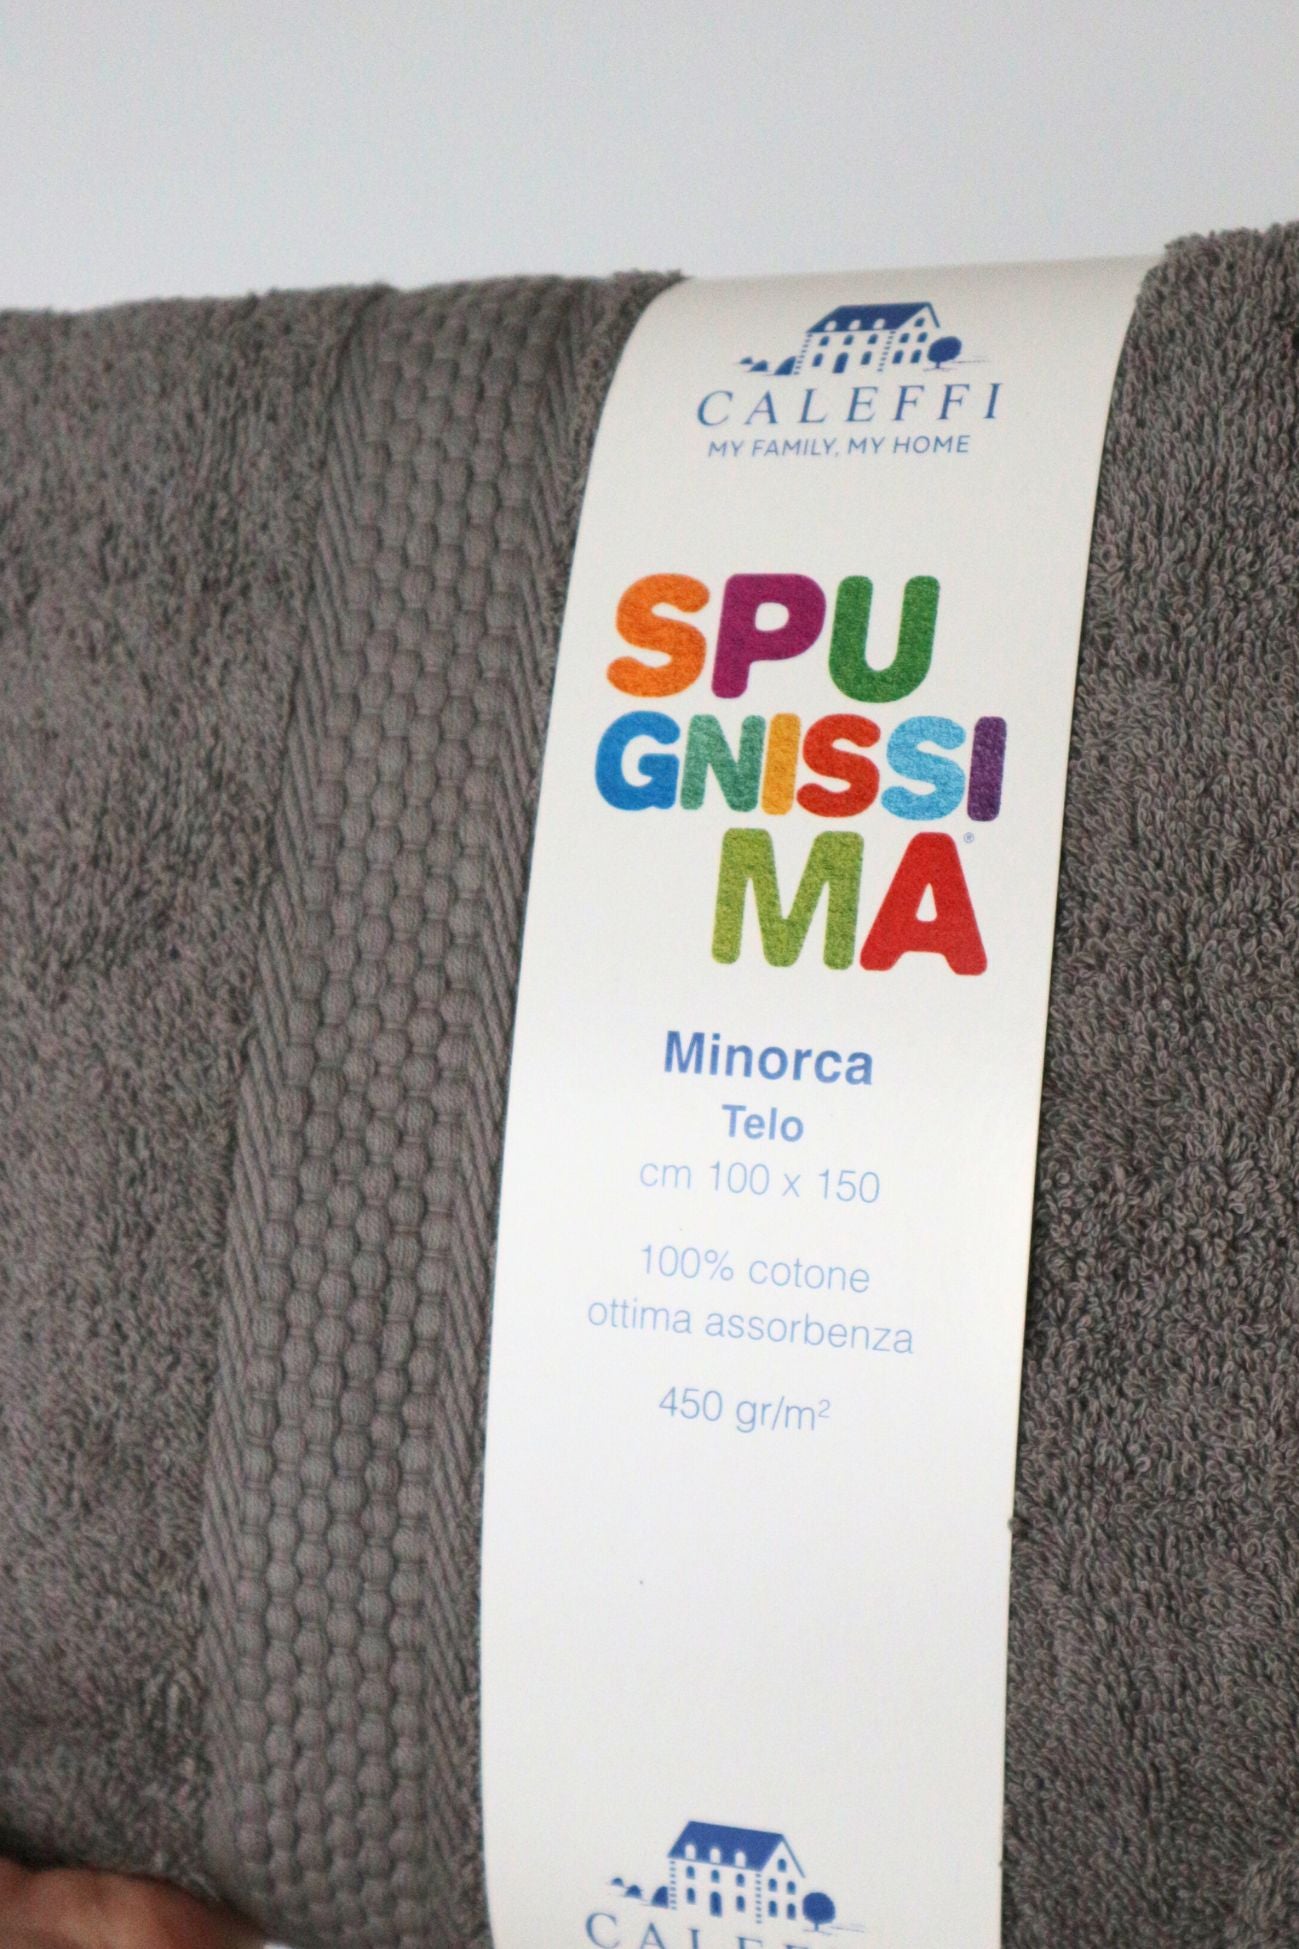 CALEFFI
MY FAMILY, MY HOME
SPU
GNISSI
MA®
Minorca
Telo
cm 100 x 150
100% cotone
ottima assorbenza
450 gr/m²